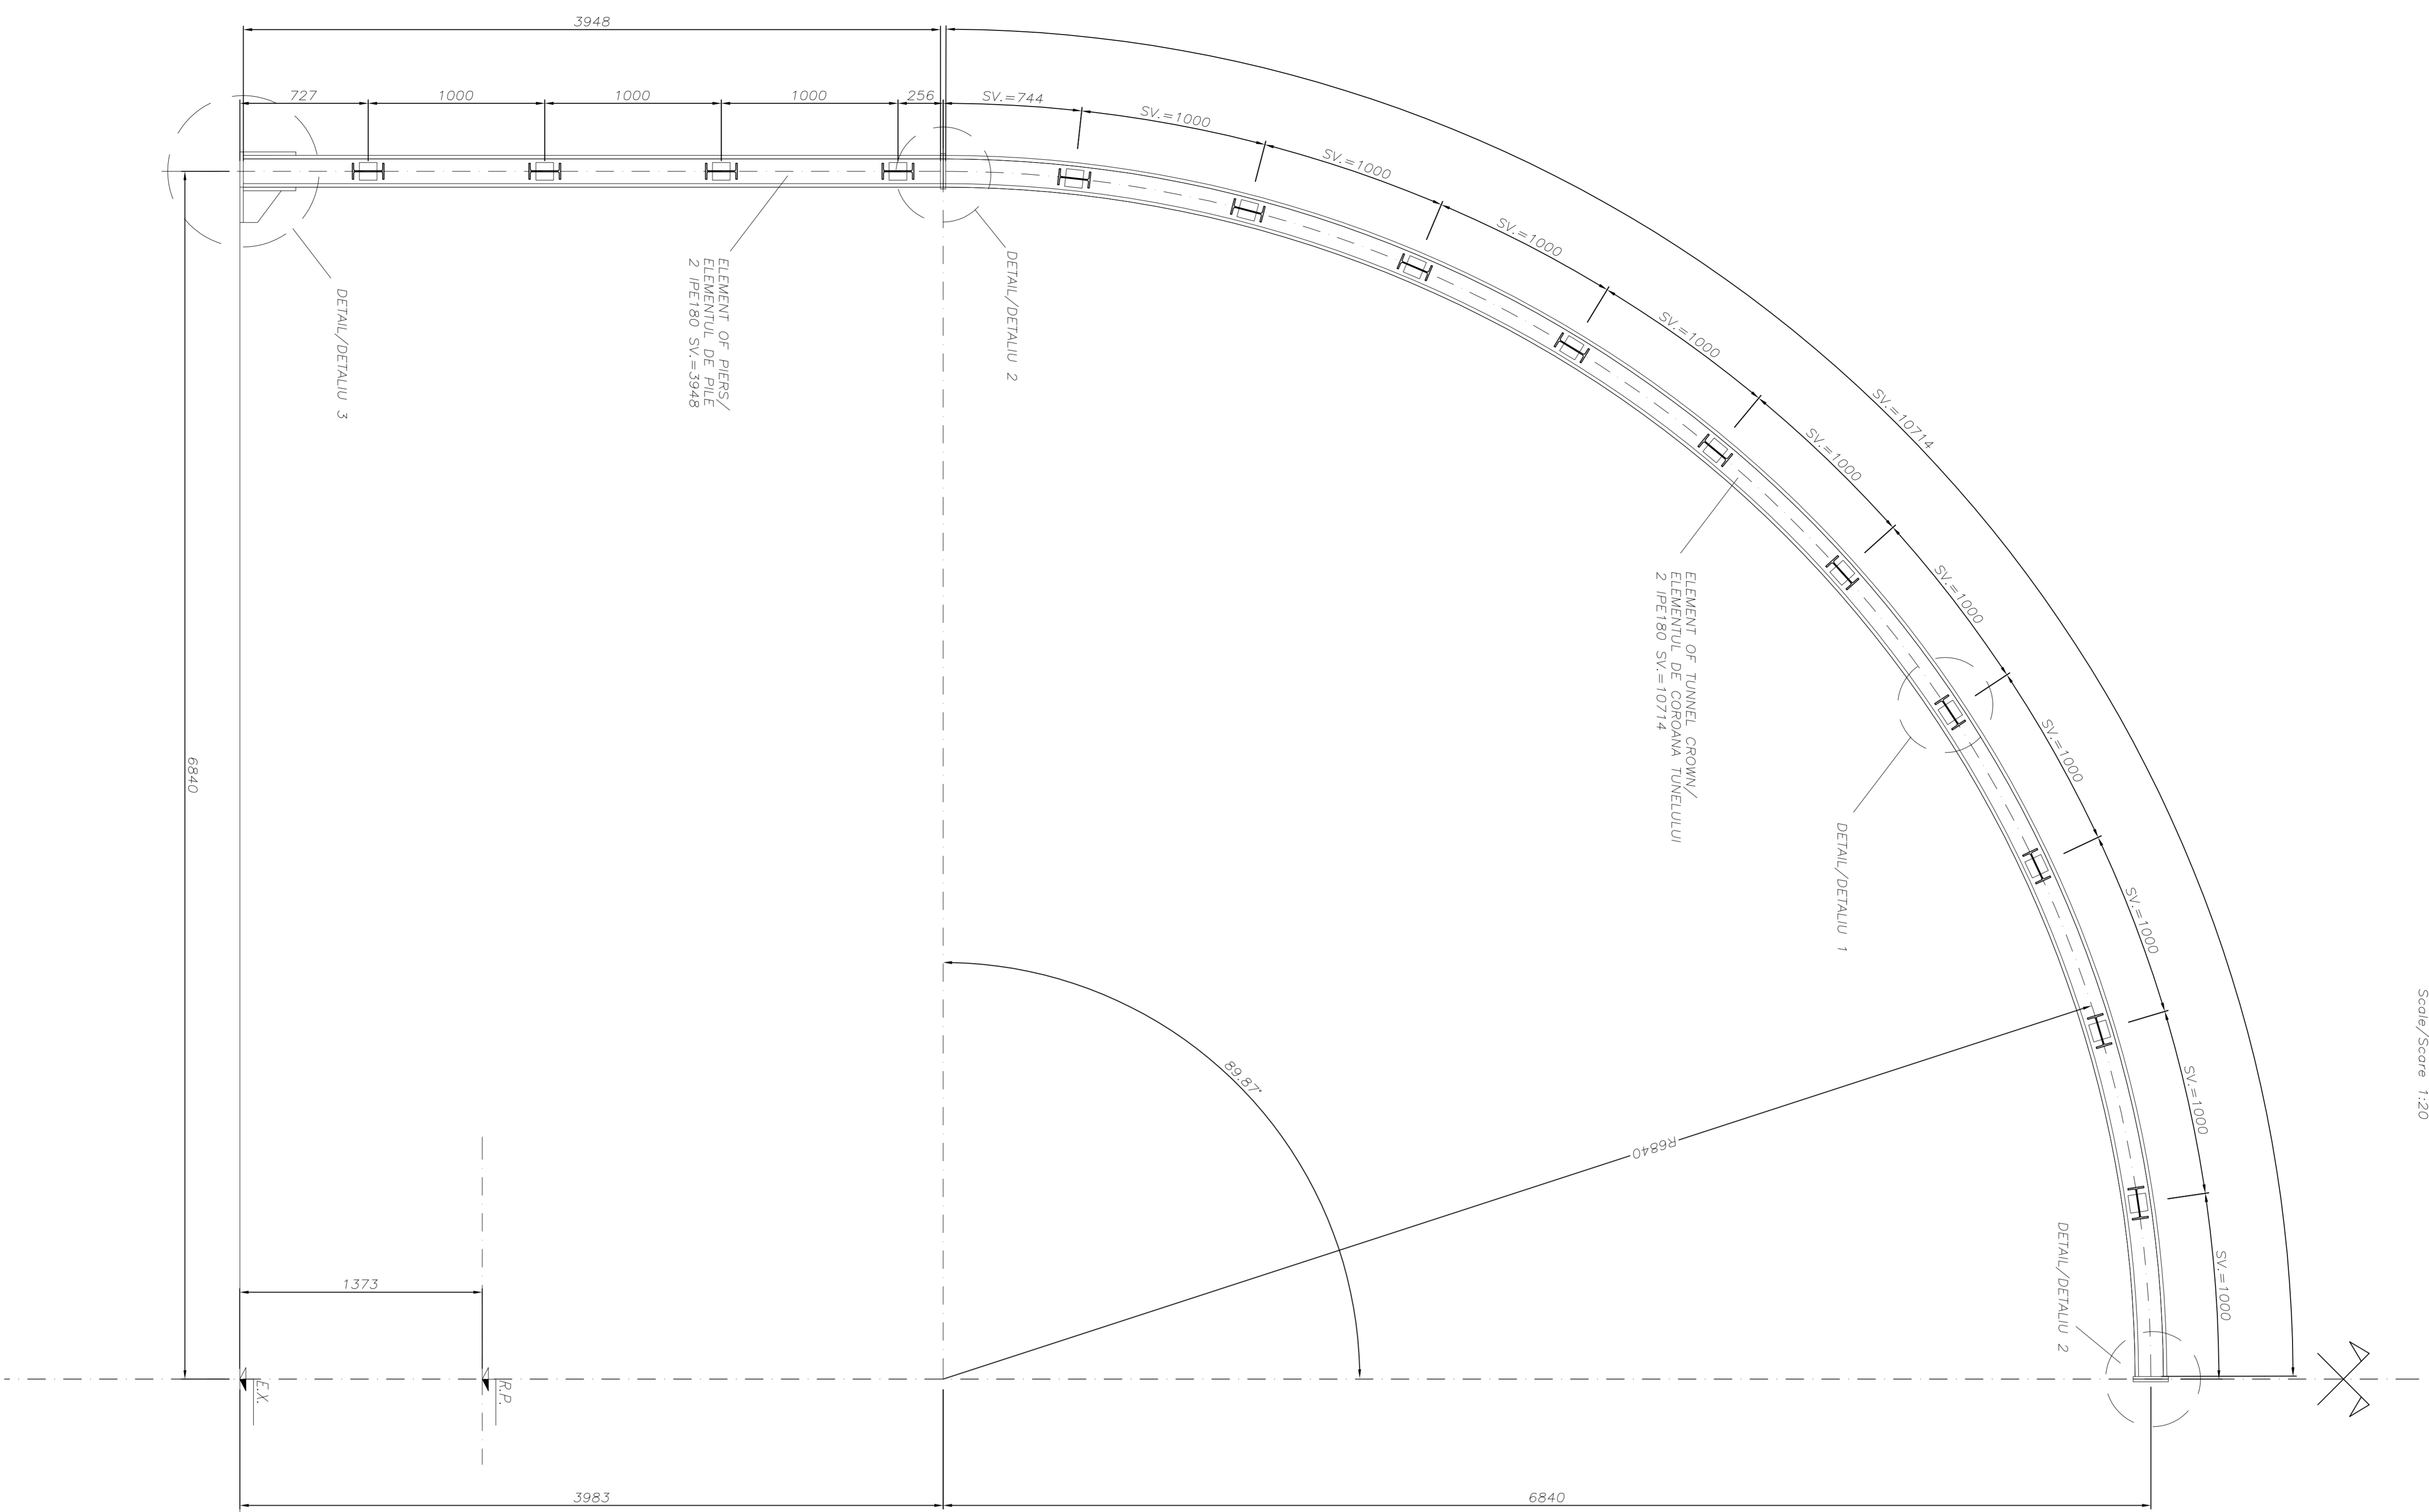 3948
727
1000
1000
1000
256
SV.=744
SV.=1000
SV.=1000
SV.=1000
SV.=1000
SV.=1000
SV.=1000
SV.=1000
SV.=1000
SV.=1000
SV.=1000
SV.=10714
DETAIL/DETALIU 3
ELEMENT OF PIERS/
ELEMENTUL DE PILE
2 IPE180 SV.=3948
DETAIL/DETALIU 2
ELEMENT OF TUNNEL CROWN/
ELEMENTUL DE COROANA TUNELULUI
2 IPE180 SV.=10714
DETAIL/DETALIU 1
DETAIL/DETALIU 2
Scale/Scare 1:20
6840
89.87°
R6840
1373
E.X.
R.P.
3983
6840